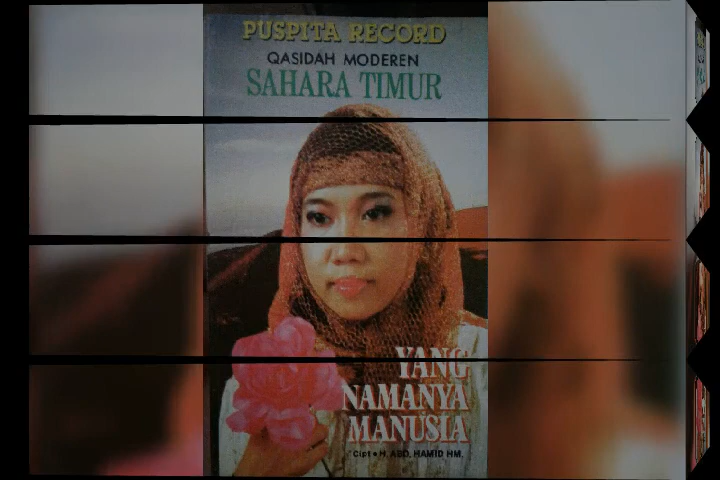 PUSPITA RECORD
QASIDAH MODEREN
SAHARA TIMUR
YANG
NAMANYA
MANUSIA
Cipt • H. ABD. HAMID HM.